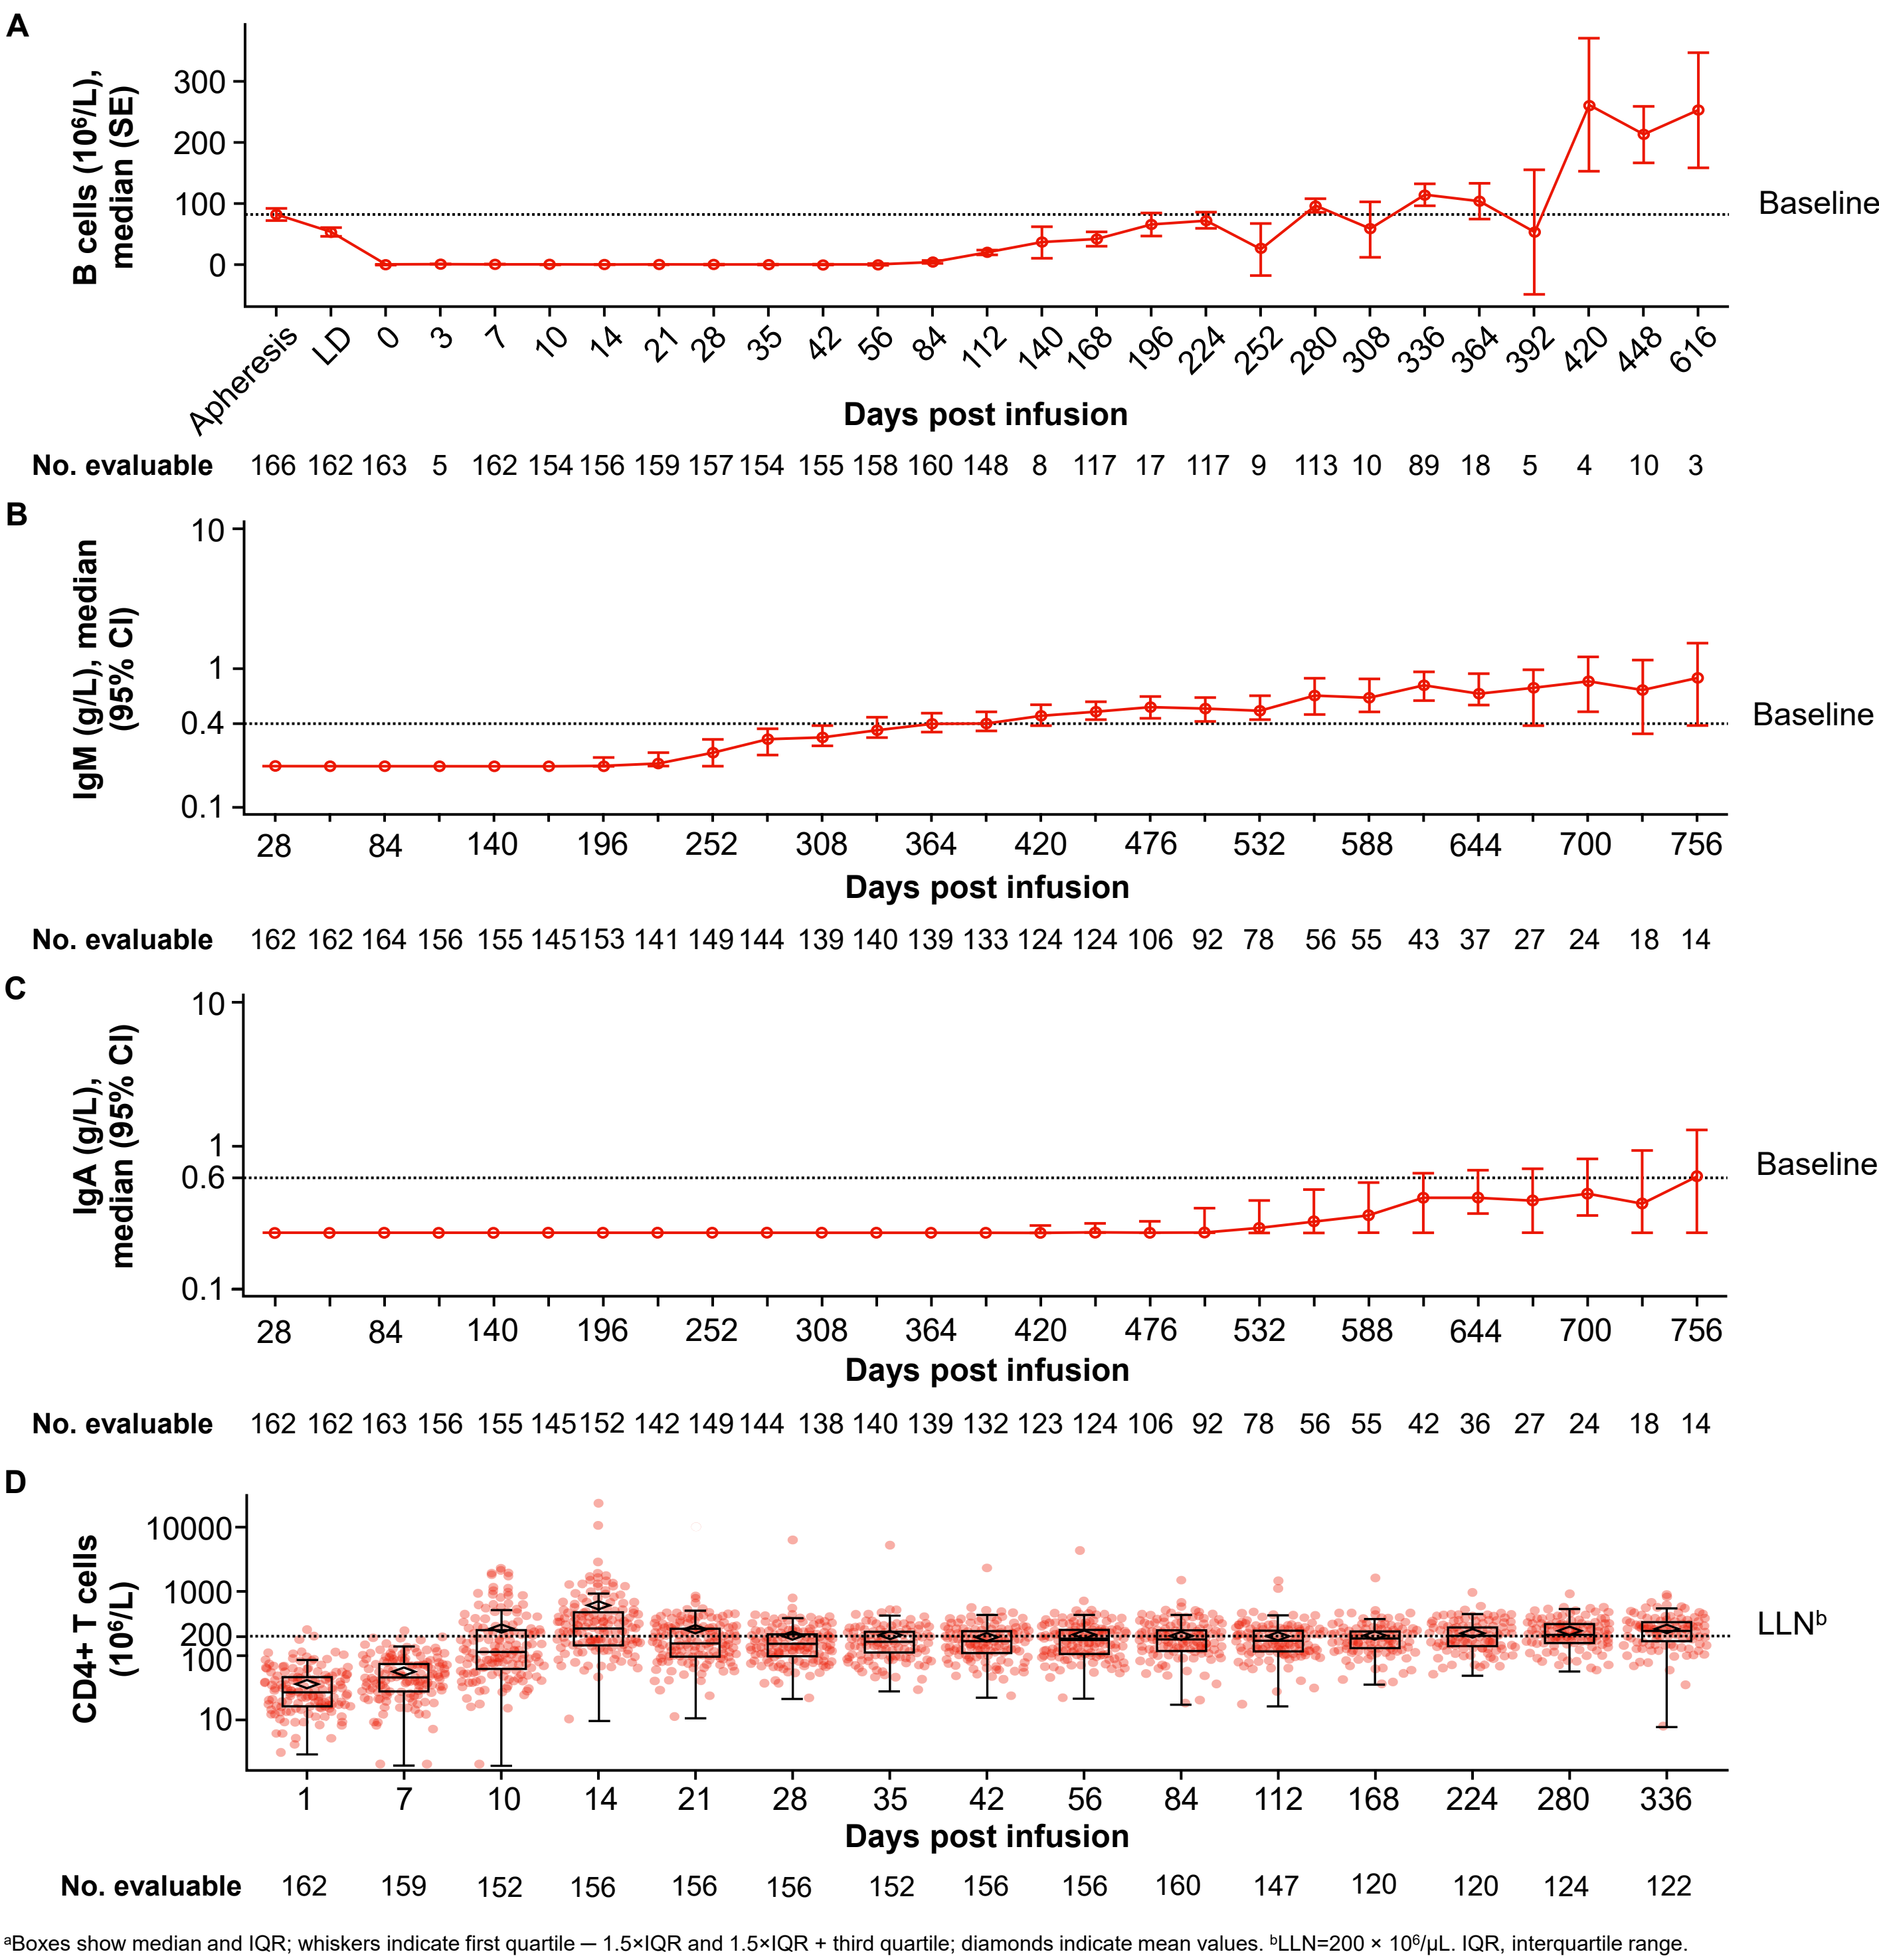 A
B cells (10⁶/L),
median (SE)
300
200
100
0
Baseline
Apheresis LD 0 3 7 10 14 21 28 35 42 56 84 112 140 168 196 224 252 280 308 336 364 392 420 448 616
Days post infusion
No. evaluable 166 162 163 5 162 154 156 159 157 154 155 158 160 148 8 117 17 117 9 113 10 89 18 5 4 10 3
B
IgM (g/L), median
(95% CI)
10
1
0.4
0.1
Baseline
28 84 140 196 252 308 364 420 476 532 588 644 700 756
Days post infusion
No. evaluable 162 162 164 156 155 145 153 141 149 144 139 140 139 133 124 124 106 92 78 56 55 43 37 27 24 18 14
C
IgA (g/L),
median (95% CI)
10
1
0.6
0.1
Baseline
28 84 140 196 252 308 364 420 476 532 588 644 700 756
Days post infusion
No. evaluable 162 162 163 156 155 145 152 142 149 144 138 140 139 132 123 124 106 92 78 56 55 42 36 27 24 18 14
D
CD4+ T cells
(10⁶/L)
10000
1000
200
100
10
LLNᵇ
1 7 10 14 21 28 35 42 56 84 112 168 224 280 336
Days post infusion
No. evaluable 162 159 152 156 156 156 152 156 156 160 147 120 120 124 122
ᵃBoxes show median and IQR; whiskers indicate first quartile – 1.5×IQR and 1.5×IQR + third quartile; diamonds indicate mean values. ᵇLLN=200 × 10⁶/µL. IQR, interquartile range.